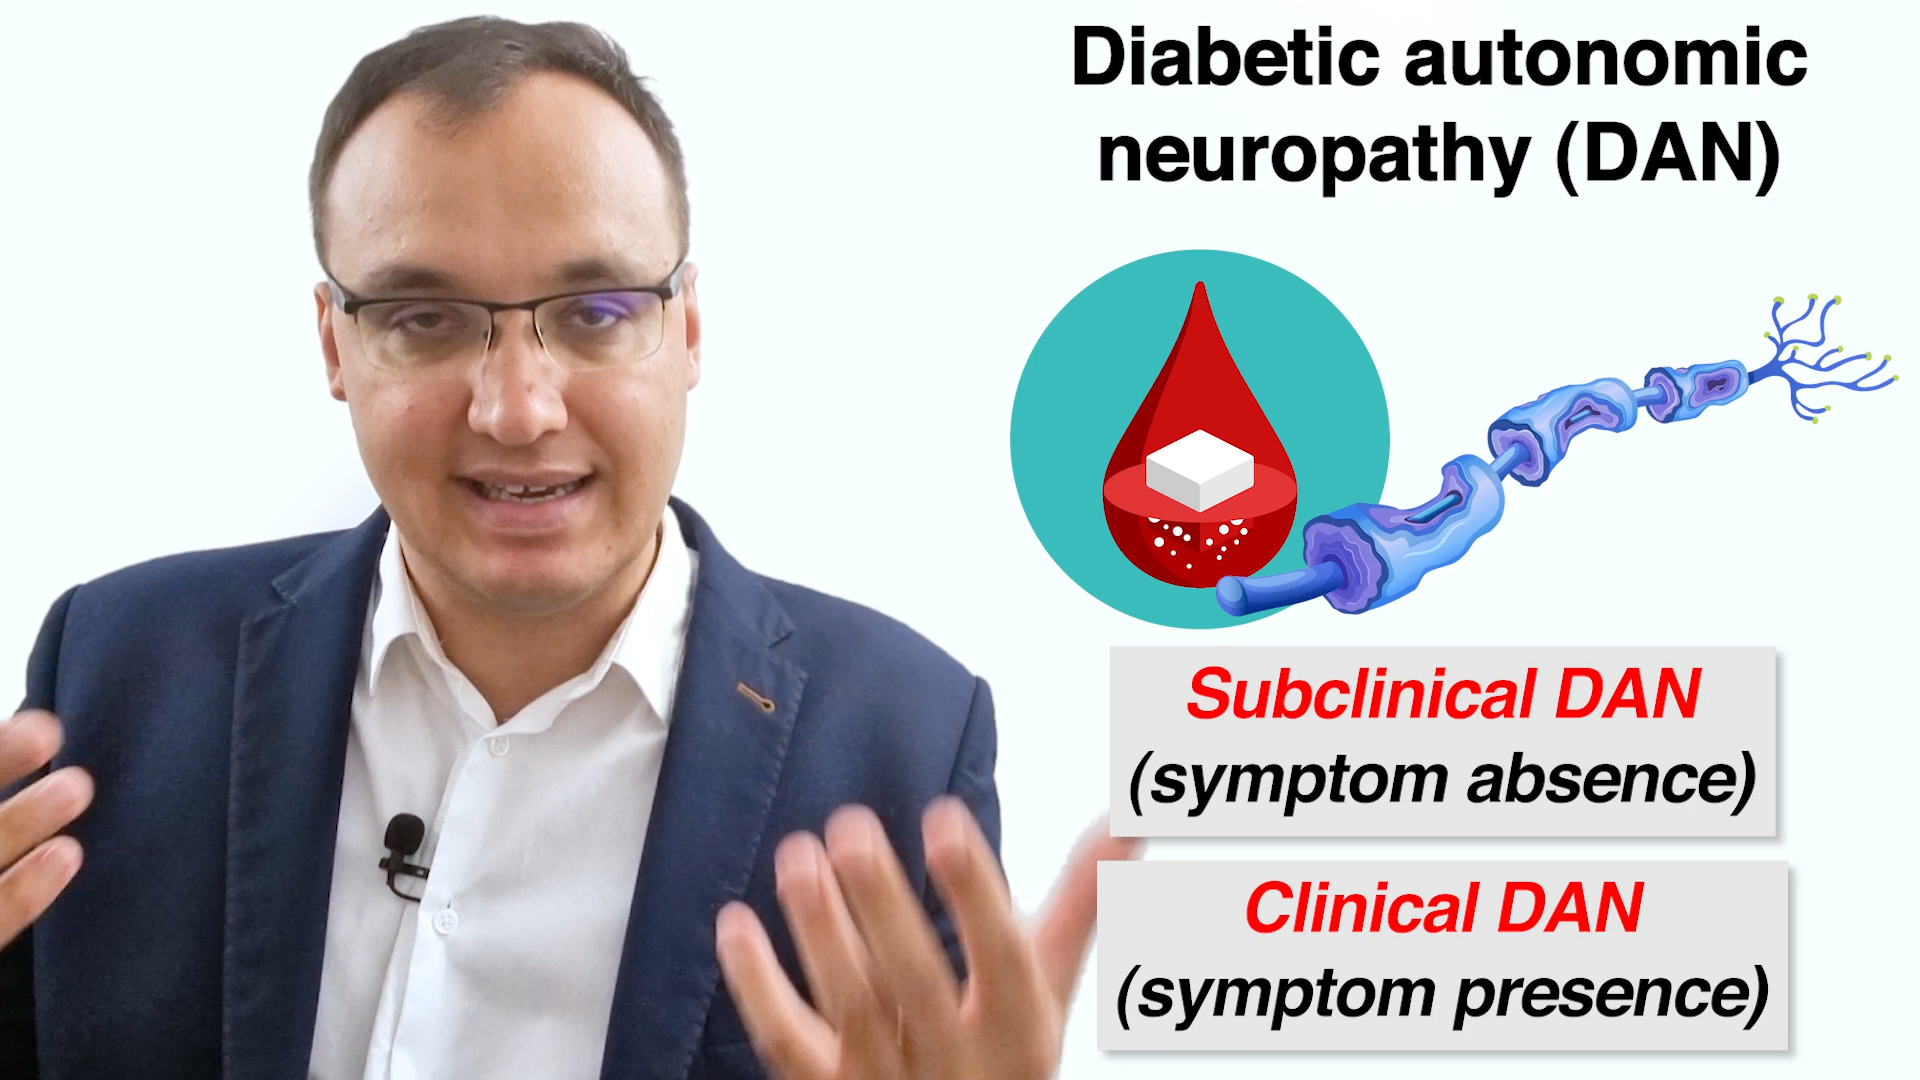 Diabetic autonomic
neuropathy (DAN)
Subclinical DAN
(symptom absence)
Clinical DAN
(symptom presence)